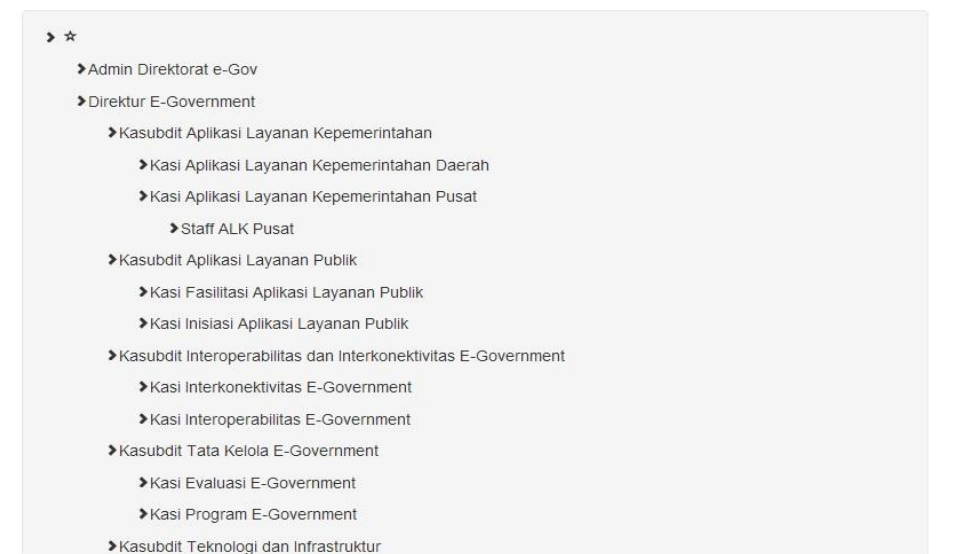 Admin Direktorat e-Gov
Direktur E-Government
Kasubdit Aplikasi Layanan Kepemerintahan
Kasi Aplikasi Layanan Kepemerintahan Daerah
Kasi Aplikasi Layanan Kepemerintahan Pusat
Staff ALK Pusat
Kasubdit Aplikasi Layanan Publik
Kasi Fasilitasi Aplikasi Layanan Publik
Kasi Inisiasi Aplikasi Layanan Publik
Kasubdit Interoperabilitas dan Interkonektivitas E-Government
Kasi Interkonektivitas E-Government
Kasi Interoperabilitas E-Government
Kasubdit Tata Kelola E-Government
Kasi Evaluasi E-Government
Kasi Program E-Government
Kasubdit Teknologi dan Infrastruktur